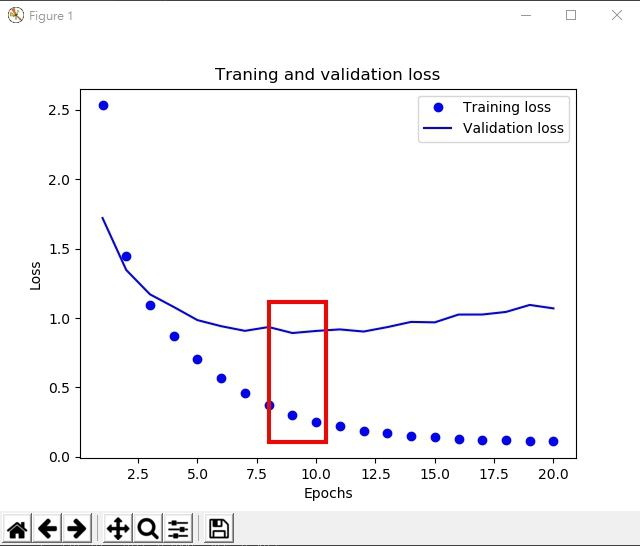 Figure 1
Traning and validation loss
Training loss
Validation loss
2.5
2.0
1.5
1.0
0.5
0.0
Loss
2.5 5.0 7.5 10.0 12.5 15.0 17.5 20.0
Epochs